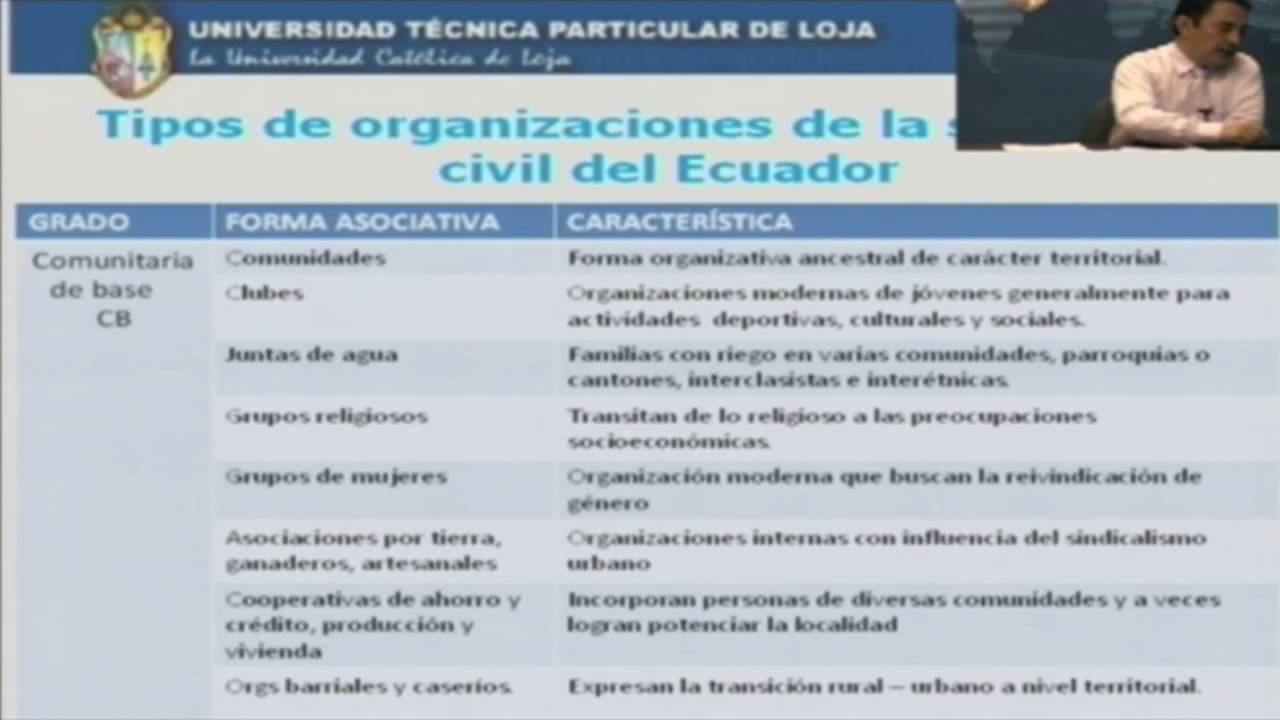 UNIVERSIDAD TÉCNICA PARTICULAR DE LOJA
La Universidad Católica de Loja
Tipos de organizaciones de la s
civil del Ecuador
GRADO FORMA ASOCIATIVA CARACTERÍSTICA
Comunitaria
de base
CB
Comunidades Forma organizativa ancestral de carácter territorial.
Clubes Organizaciones modernas de jóvenes generalmente para
actividades deportivas, culturales y sociales.
Juntas de agua Familias con riego en varias comunidades, parroquias o
cantones, interclasistas e interétnicas.
Grupos religiosos Transitan de lo religioso a las preocupaciones
socioeconómicas.
Grupos de mujeres Organización moderna que buscan la reivindicación de
género
Asociaciones por tierra, Organizaciones internas con influencia del sindicalismo
ganaderos, artesanales urbano
Cooperativas de ahorro y Incorporan personas de diversas comunidades y a veces
crédito, producción y logran potenciar la localidad
vivienda
Orgs barriales y caseríos. Expresan la transición rural – urbano a nivel territorial.